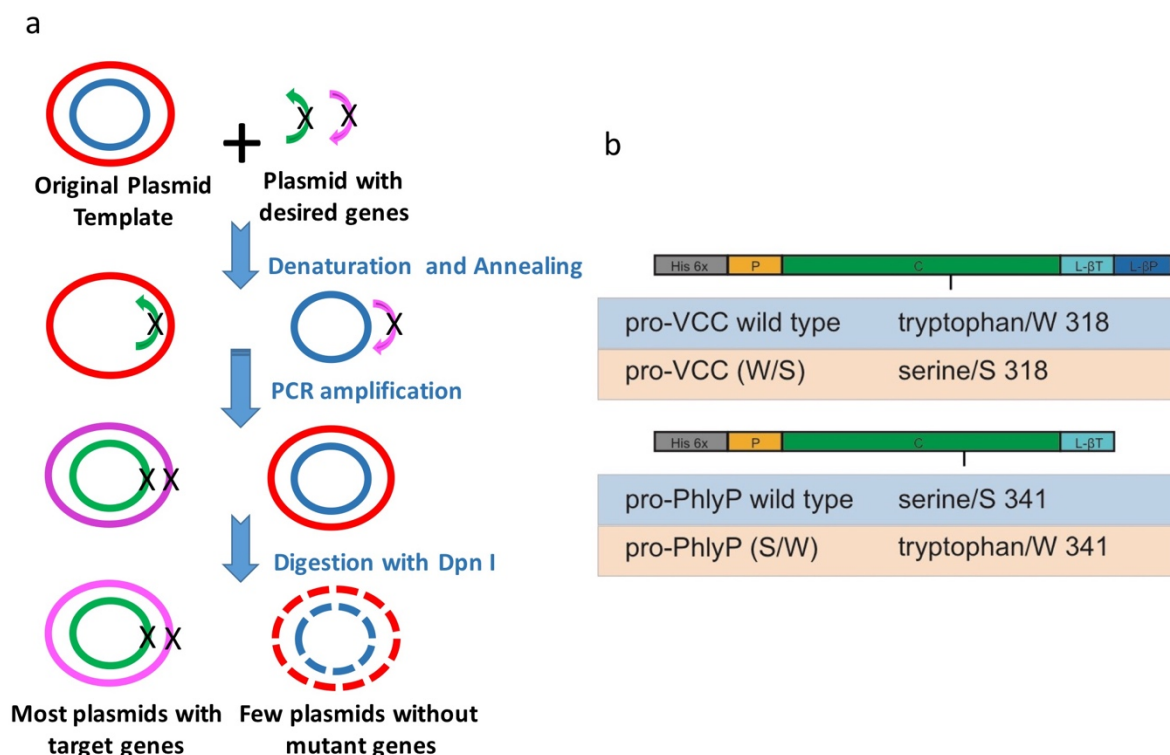 a
X X
Original Plasmid
Template
+
Plasmid with
desired genes
Denaturation and Annealing
X X
PCR amplification
X X
Digestion with Dpn I
X X
Most plasmids with
target genes
Few plasmids without
mutant genes
b
His 6x P C L-βT L-βP
pro-VCC wild type tryptophan/W 318
pro-VCC (W/S) serine/S 318
His 6x P C L-βT
pro-PhlyP wild type serine/S 341
pro-PhlyP (S/W) tryptophan/W 341